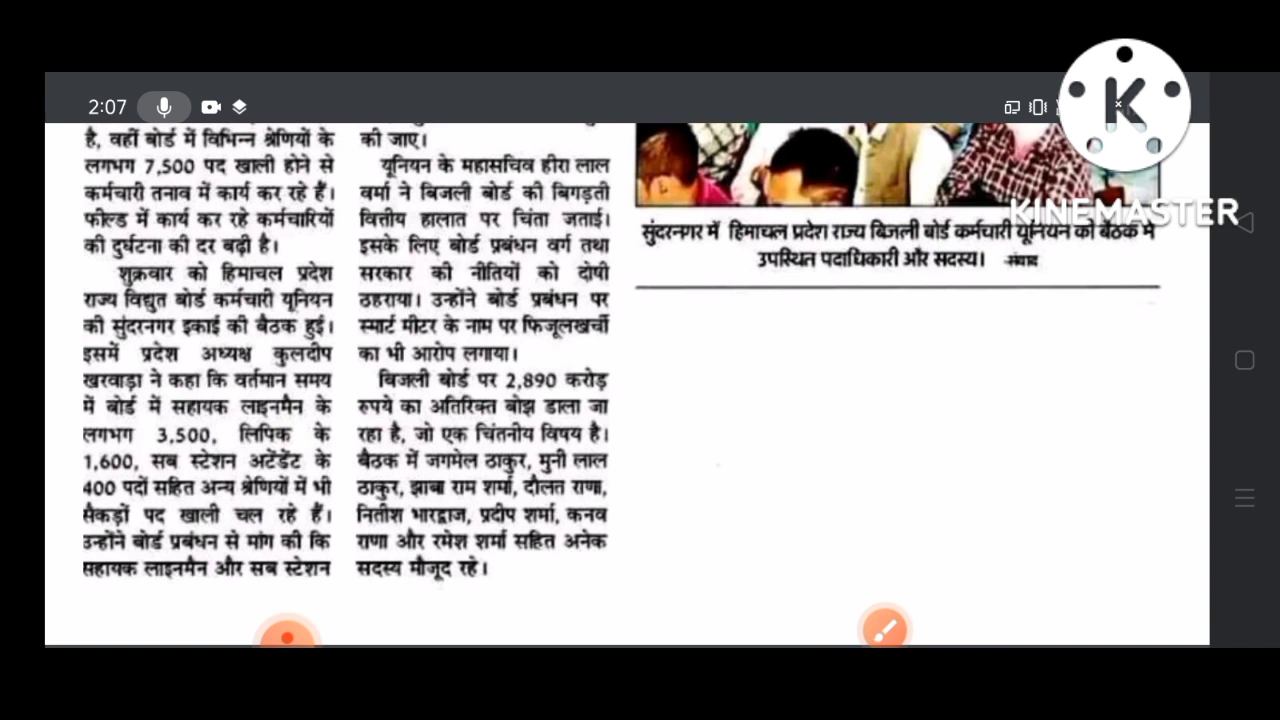 2:07
है, वहीं बोर्ड में विभिन्न श्रेणियों के
लगभग 7,500 पद खाली होने से
कर्मचारी तनाव में कार्य कर रहे हैं।
फील्ड में कार्य कर रहे कर्मचारियों
की दुर्घटना की दर बढ़ी है।
शुक्रवार को हिमाचल प्रदेश
राज्य विद्युत बोर्ड कर्मचारी यूनियन
की सुंदरनगर इकाई की बैठक हुई।
इसमें प्रदेश अध्यक्ष कुलदीप
खरवाड़ा ने कहा कि वर्तमान समय
में बोर्ड में सहायक लाइनमैन के
लगभग 3,500, लिपिक के
1,600, सब स्टेशन अटेंडेंट के
400 पदों सहित अन्य श्रेणियों में भी
सैकड़ों पद खाली चल रहे हैं।
उन्होंने बोर्ड प्रबंधन से मांग की कि
सहायक लाइनमैन और सब स्टेशन
की जाए।
यूनियन के महासचिव हीरा लाल
वर्मा ने बिजली बोर्ड की बिगड़ती
वित्तीय हालात पर चिंता जताई।
इसके लिए बोर्ड प्रबंधन वर्ग तथा
सरकार की नीतियों को दोषी
ठहराया। उन्होंने बोर्ड प्रबंधन पर
स्मार्ट मीटर के नाम पर फिजूलखर्ची
का भी आरोप लगाया।
बिजली बोर्ड पर 2,890 करोड़
रुपये का अतिरिक्त बोझ डाला जा
रहा है, जो एक चिंतनीय विषय है।
बैठक में जगमेल ठाकुर, मुनी लाल
ठाकुर, झाबा राम शर्मा, दौलत राणा,
नितीश भारद्वाज, प्रदीप शर्मा, कनव
राणा और रमेश शर्मा सहित अनेक
सदस्य मौजूद रहे।
सुंदरनगर में हिमाचल प्रदेश राज्य बिजली बोर्ड कर्मचारी यूनियन की बैठक में
उपस्थित पदाधिकारी और सदस्य। संवाद
K
KINEMASTER